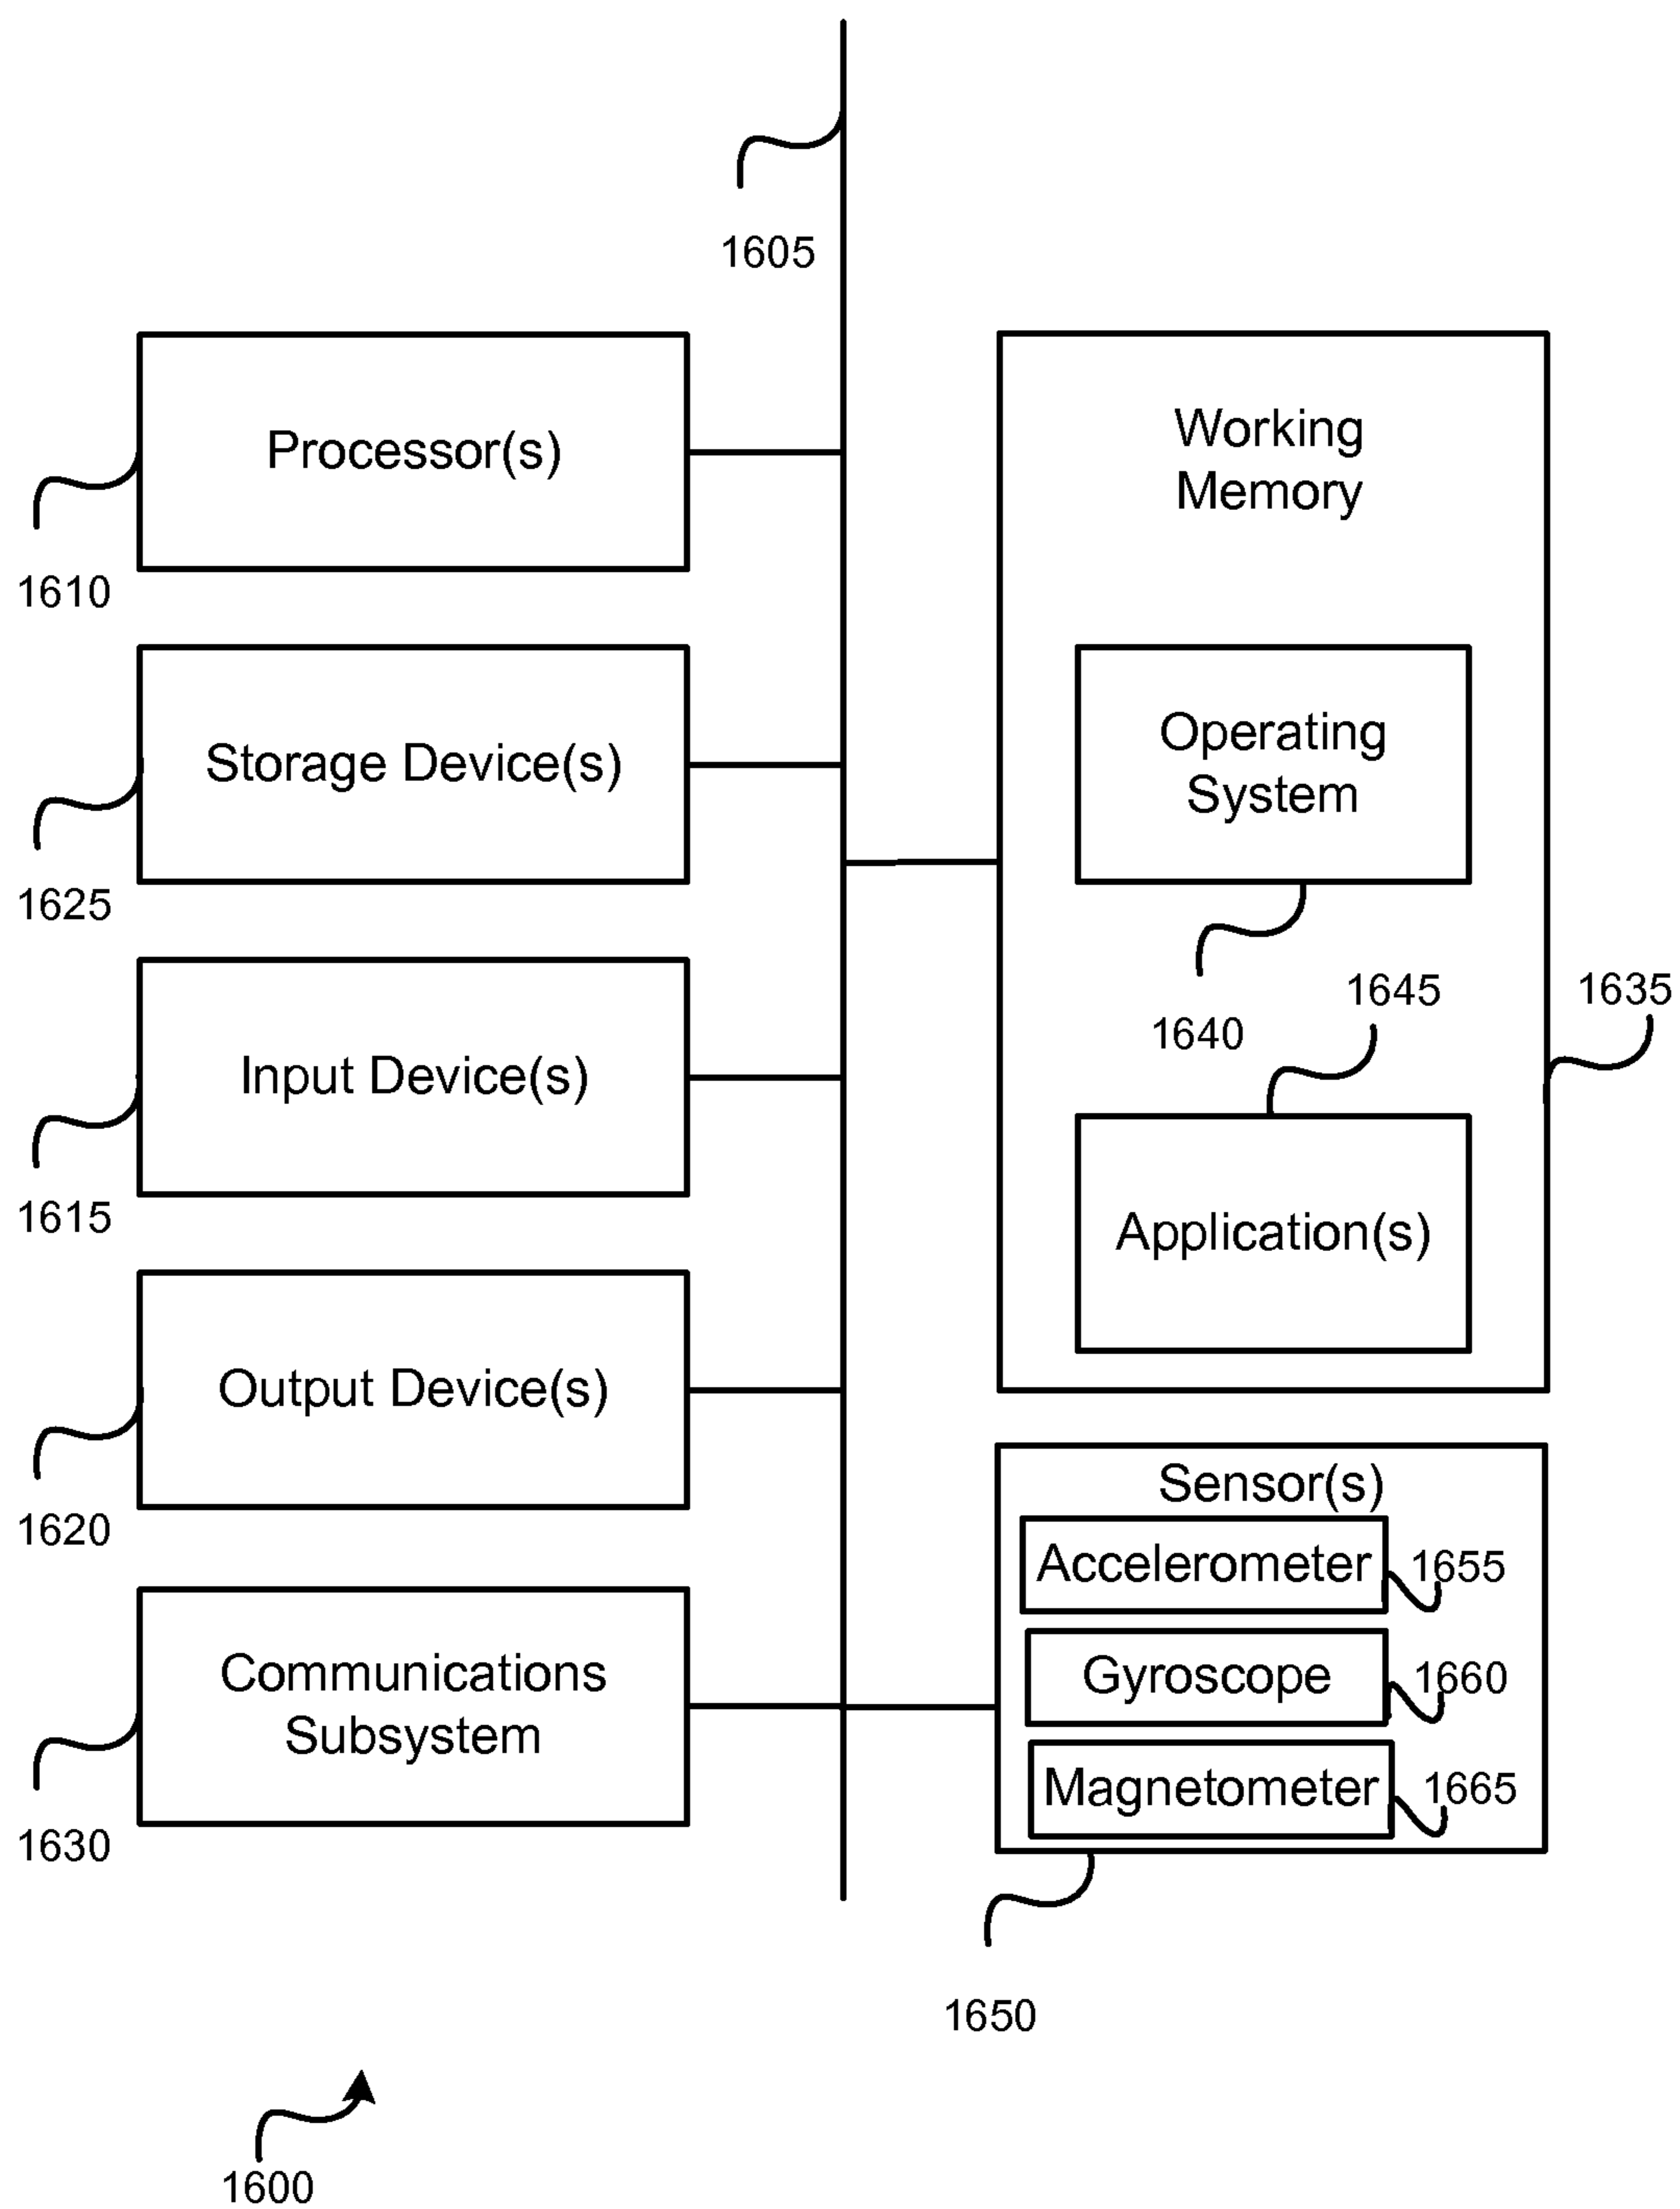 1605
Processor(s)
1610
Storage Device(s)
1625
Input Device(s)
1615
Output Device(s)
1620
Communications
Subsystem
1630
Working
Memory
Operating
System
1640
1645
1635
Application(s)
Sensor(s)
Accelerometer
1655
Gyroscope
1660
Magnetometer
1665
1650
1600